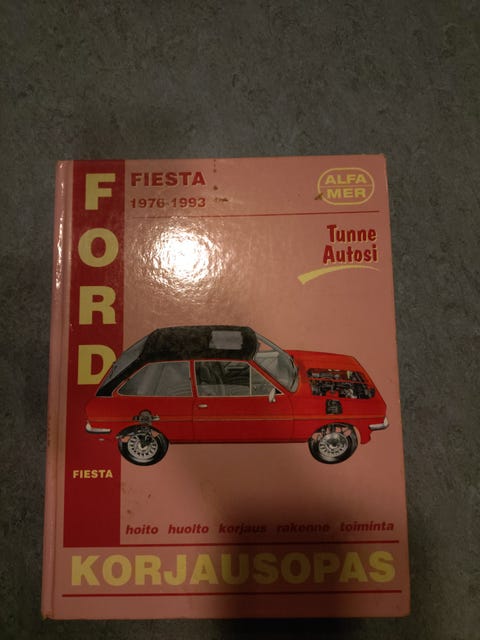 FORD
FIESTA
1976-1993
ALFA
MER
Tunne
Autosi
FIESTA
hoito huolto korjaus rakenne toiminta
KORJAUSOPAS